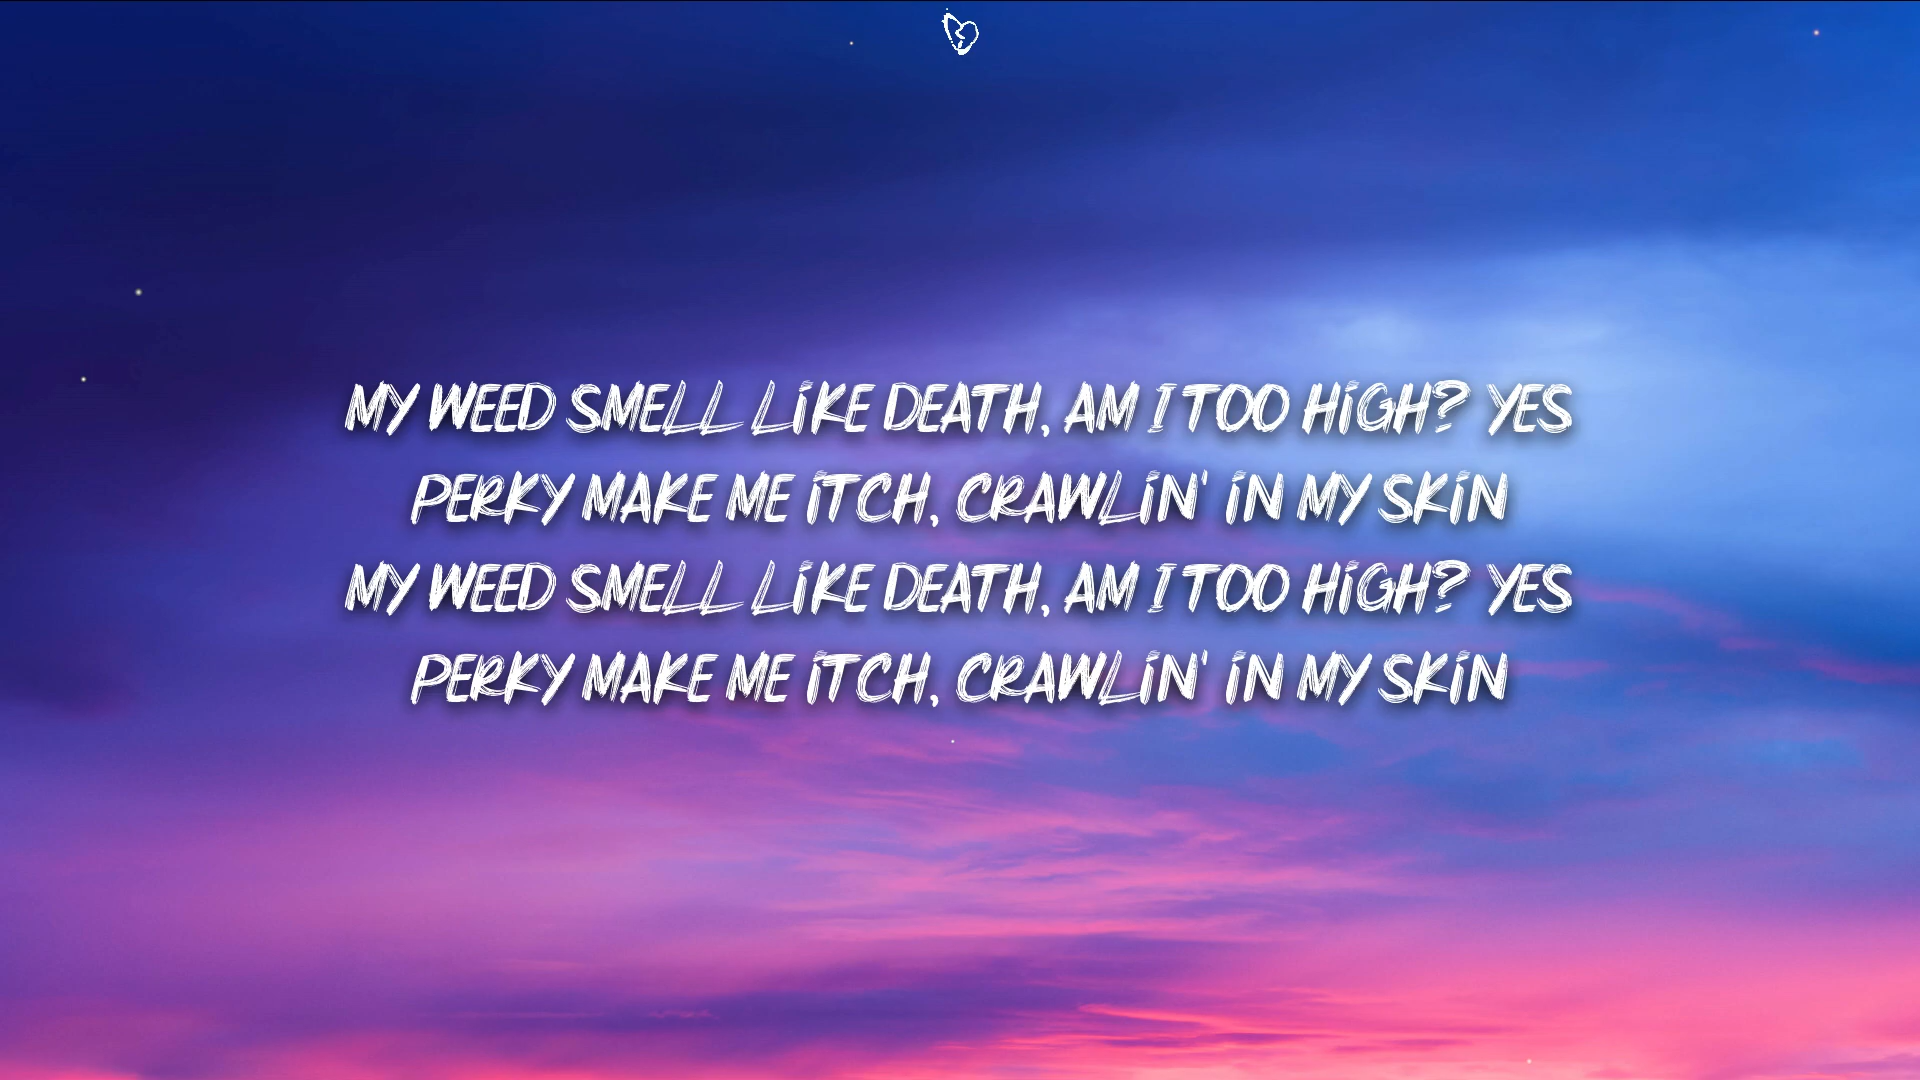 MY WEED SMELL LIKE DEATH, AM I TOO HIGH? YES
PERKY MAKE ME ITCH, CRAWLIN' IN MY SKIN
MY WEED SMELL LIKE DEATH, AM I TOO HIGH? YES
PERKY MAKE ME ITCH, CRAWLIN' IN MY SKIN